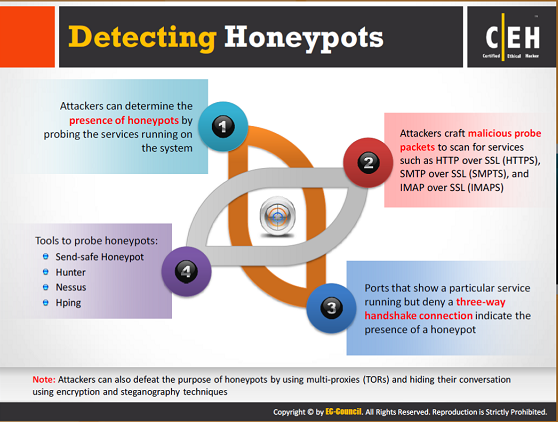 Detecting Honeypots
C|EH
Certified Ethical Hacker
Attackers can determine the
presence of honeypots by
probing the services running on
the system
1
2
Attackers craft malicious probe
packets to scan for services
such as HTTP over SSL (HTTPS),
SMTP over SSL (SMPTS), and
IMAP over SSL (IMAPS)
Tools to probe honeypots:
Send-safe Honeypot
Hunter
Nessus
Hping
4
3
Ports that show a particular service
running but deny a three-way
handshake connection indicate the
presence of a honeypot
Note: Attackers can also defeat the purpose of honeypots by using multi-proxies (TORs) and hiding their conversation
using encryption and steganography techniques
Copyright © by EC-Council. All Rights Reserved. Reproduction is Strictly Prohibited.